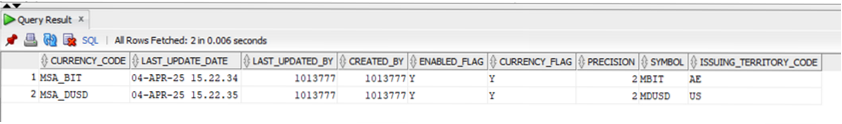 Query Result ×
SQL | All Rows Fetched: 2 in 0.006 seconds
CURRENCY_CODE LAST_UPDATE_DATE LAST_UPDATED_BY CREATED_BY ENABLED_FLAG CURRENCY_FLAG PRECISION SYMBOL ISSUING_TERRITORY_CODE
1 MSA_BIT 04-APR-25 15.22.34 1013777 1013777 Y Y 2 MBIT AE
2 MSA_DUSD 04-APR-25 15.22.35 1013777 1013777 Y Y 2 MDUSD US